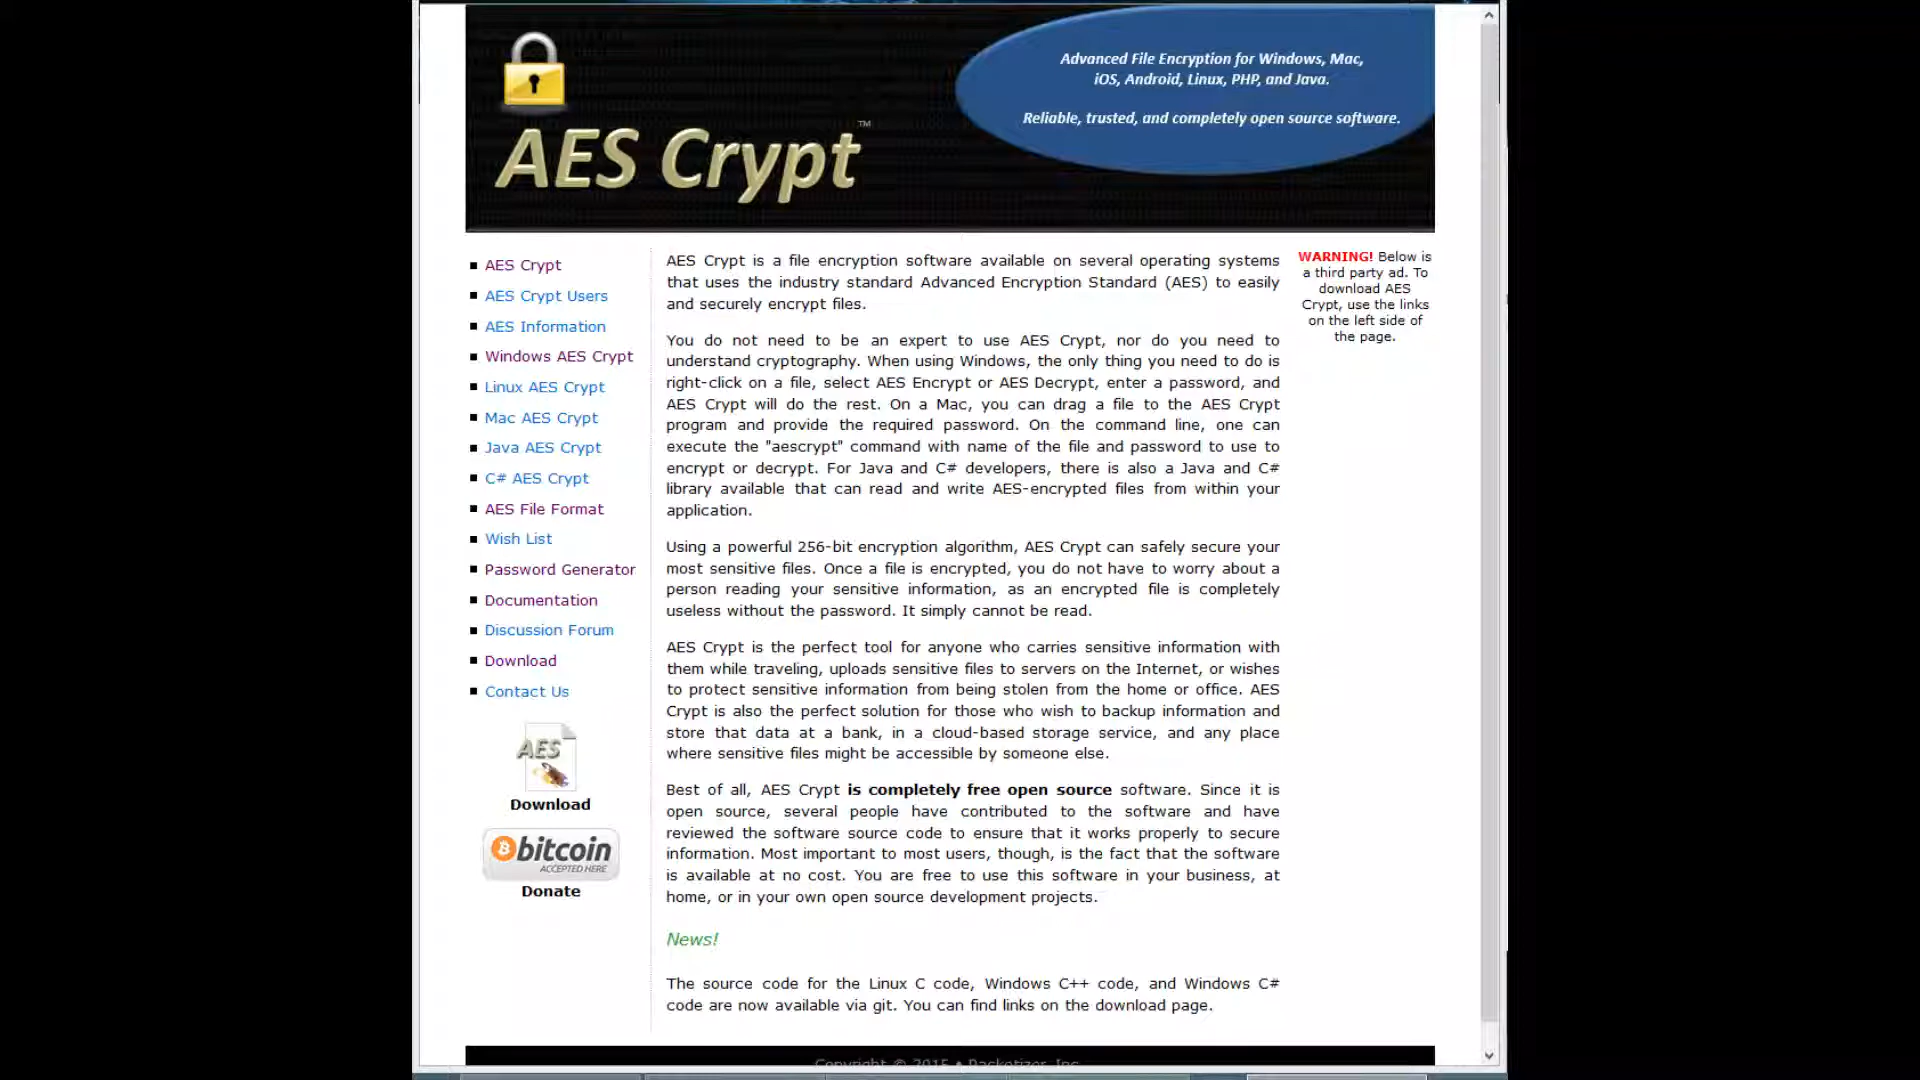 Advanced File Encryption for Windows, Mac,
iOS, Android, Linux, PHP, and Java.
Reliable, trusted, and completely open source software.
AES Crypt™
AES Crypt
AES Crypt Users
AES Information
Windows AES Crypt
Linux AES Crypt
Mac AES Crypt
Java AES Crypt
C# AES Crypt
AES File Format
Wish List
Password Generator
Documentation
Discussion Forum
Download
Contact Us
AES
Download
bitcoin
ACCEPTED HERE
Donate
AES Crypt is a file encryption software available on several operating systems
that uses the industry standard Advanced Encryption Standard (AES) to easily
and securely encrypt files.
You do not need to be an expert to use AES Crypt, nor do you need to
understand cryptography. When using Windows, the only thing you need to do is
right-click on a file, select AES Encrypt or AES Decrypt, enter a password, and
AES Crypt will do the rest. On a Mac, you can drag a file to the AES Crypt
program and provide the required password. On the command line, one can
execute the "aescrypt" command with name of the file and password to use to
encrypt or decrypt. For Java and C# developers, there is also a Java and C#
library available that can read and write AES-encrypted files from within your
application.
Using a powerful 256-bit encryption algorithm, AES Crypt can safely secure your
most sensitive files. Once a file is encrypted, you do not have to worry about a
person reading your sensitive information, as an encrypted file is completely
useless without the password. It simply cannot be read.
AES Crypt is the perfect tool for anyone who carries sensitive information with
them while traveling, uploads sensitive files to servers on the Internet, or wishes
to protect sensitive information from being stolen from the home or office. AES
Crypt is also the perfect solution for those who wish to backup information and
store that data at a bank, in a cloud-based storage service, and any place
where sensitive files might be accessible by someone else.
Best of all, AES Crypt is completely free open source software. Since it is
open source, several people have contributed to the software and have
reviewed the software source code to ensure that it works properly to secure
information. Most important to most users, though, is the fact that the software
is available at no cost. You are free to use this software in your business, at
home, or in your own open source development projects.
News!
The source code for the Linux C code, Windows C++ code, and Windows C#
code are now available via git. You can find links on the download page.
WARNING! Below is
a third party ad. To
download AES
Crypt, use the links
on the left side of
the page.
Copyright © 2015 • Packetizer, Inc.